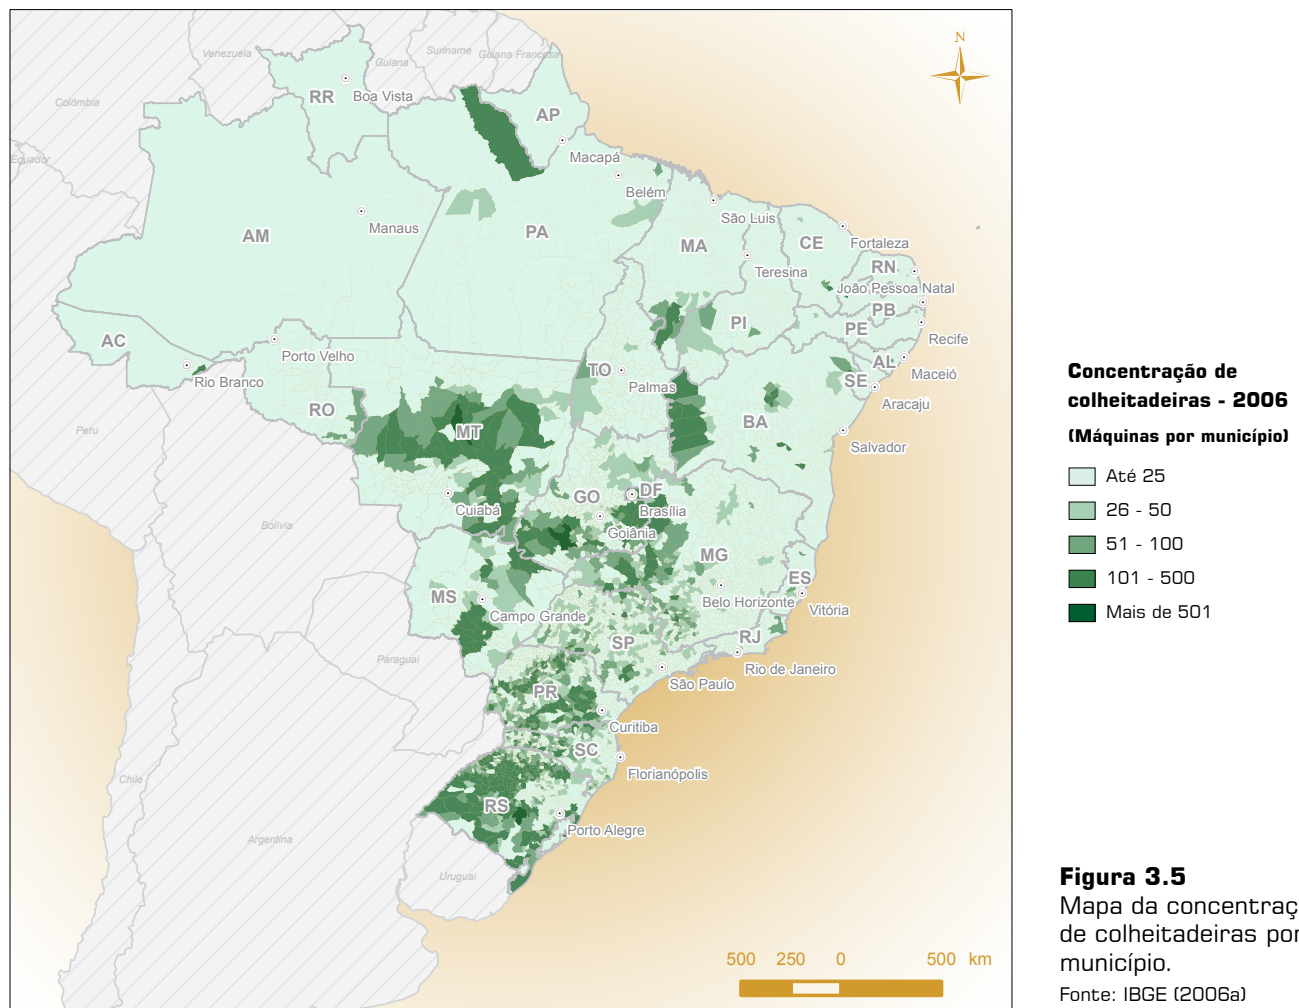 N
Venezuela
Suriname
Guiana Francesa
Guiana
Colômbia
RR
Boa Vista
AP
Macapá
Equador
Belém
São Luis
Manaus
AM
PA
MA
CE
Fortaleza
Teresina
RN
João Pessoa Natal
PB
PI
PE
Recife
AC
Porto Velho
TO
AL
Maceió
Rio Branco
Palmas
SE
Aracaju
RO
BA
Peru
MT
Salvador
GO
DF
Cuiabá
Brasília
Bolívia
Goiânia
MG
ES
MS
Belo Horizonte
Vitória
Campo Grande
SP
RJ
Paraguai
Rio de Janeiro
São Paulo
PR
Curitiba
SC
Chile
Florianópolis
RS
Argentina
Porto Alegre
Uruguai
500 250 0 500 km
Concentração de
colheitadeiras - 2006
(Máquinas por município)
Até 25
26 - 50
51 - 100
101 - 500
Mais de 501
Figura 3.5
Mapa da concentraç
de colheitadeiras por
município.
Fonte: IBGE (2006a)